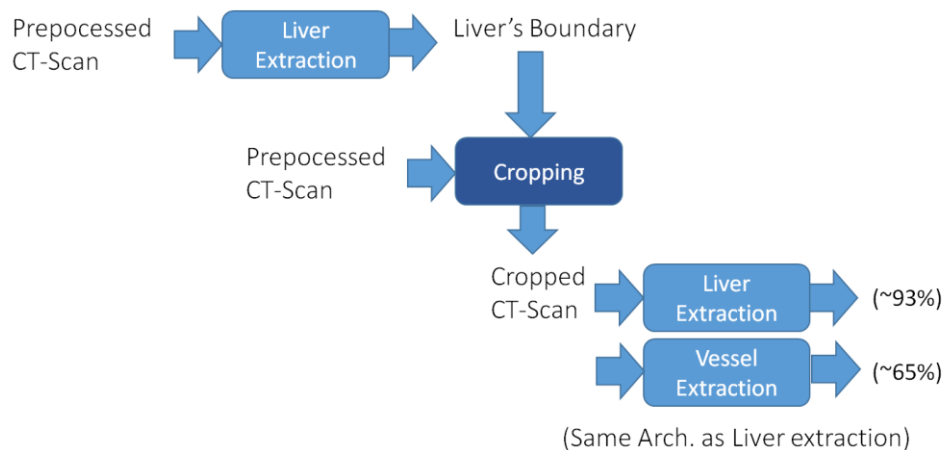 Prepocessed
CT-Scan
Liver
Extraction
Liver's Boundary
Prepocessed
CT-Scan
Cropping
Cropped
CT-Scan
Liver
Extraction
(~93%)
Vessel
Extraction
(~65%)
(Same Arch. as Liver extraction)